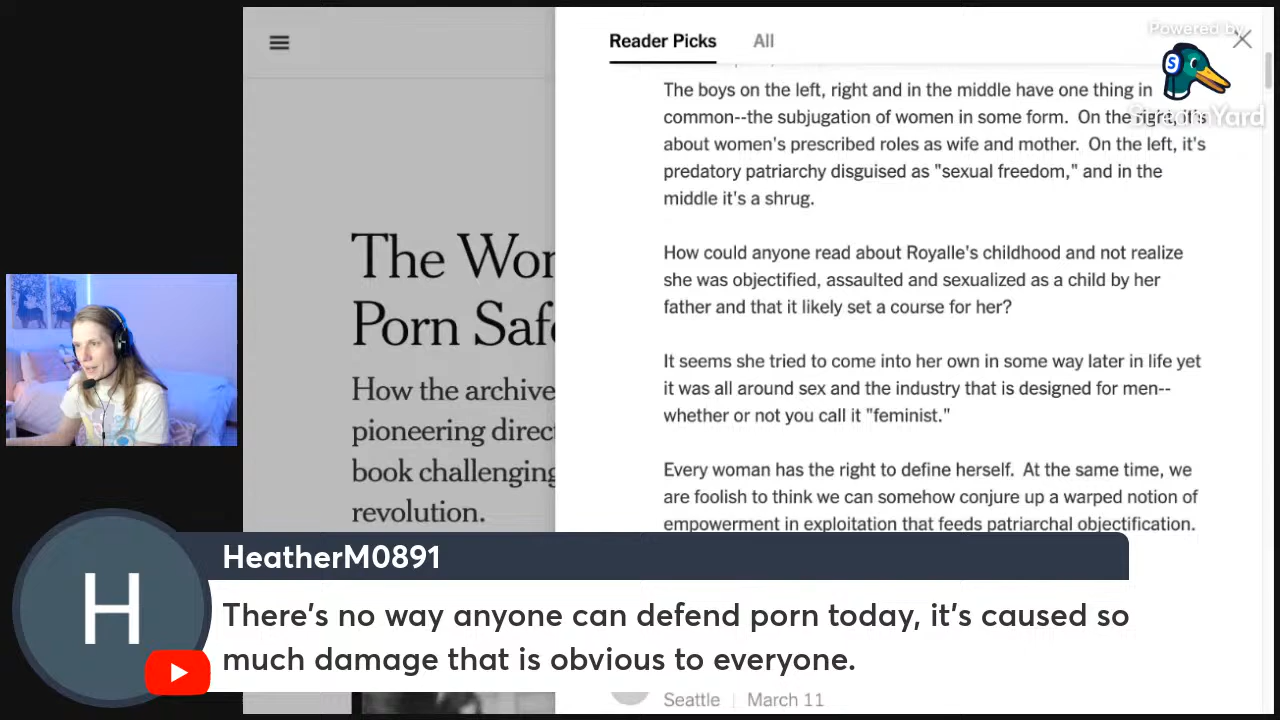 Powered by
StreamYard
Reader Picks
All
The boys on the left, right and in the middle have one thing in
common--the subjugation of women in some form. On the right, it's
about women's prescribed roles as wife and mother. On the left, it's
predatory patriarchy disguised as "sexual freedom," and in the
middle it's a shrug.
How could anyone read about Royalle's childhood and not realize
she was objectified, assaulted and sexualized as a child by her
father and that it likely set a course for her?
It seems she tried to come into her own in some way later in life yet
it was all around sex and the industry that is designed for men--
whether or not you call it "feminist."
Every woman has the right to define herself. At the same time, we
are foolish to think we can somehow conjure up a warped notion of
empowerment in exploitation that feeds patriarchal objectification.
Seattle | March 11
The Wor
Porn Safe
How the archive
pioneering direct
book challenging
revolution.
H
HeatherM0891
There's no way anyone can defend porn today, it's caused so
much damage that is obvious to everyone.